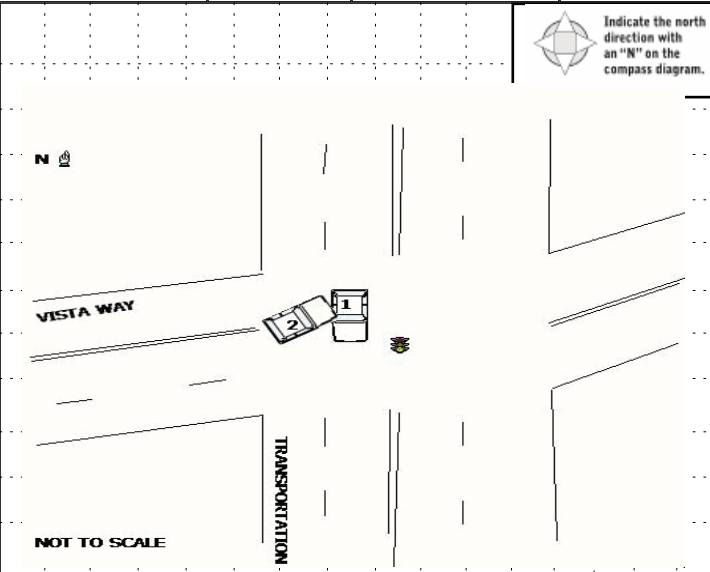 Indicate the north
direction with
an “N” on the
compass diagram.
N
VISTA WAY
1
2
TRANSPORTATION
NOT TO SCALE